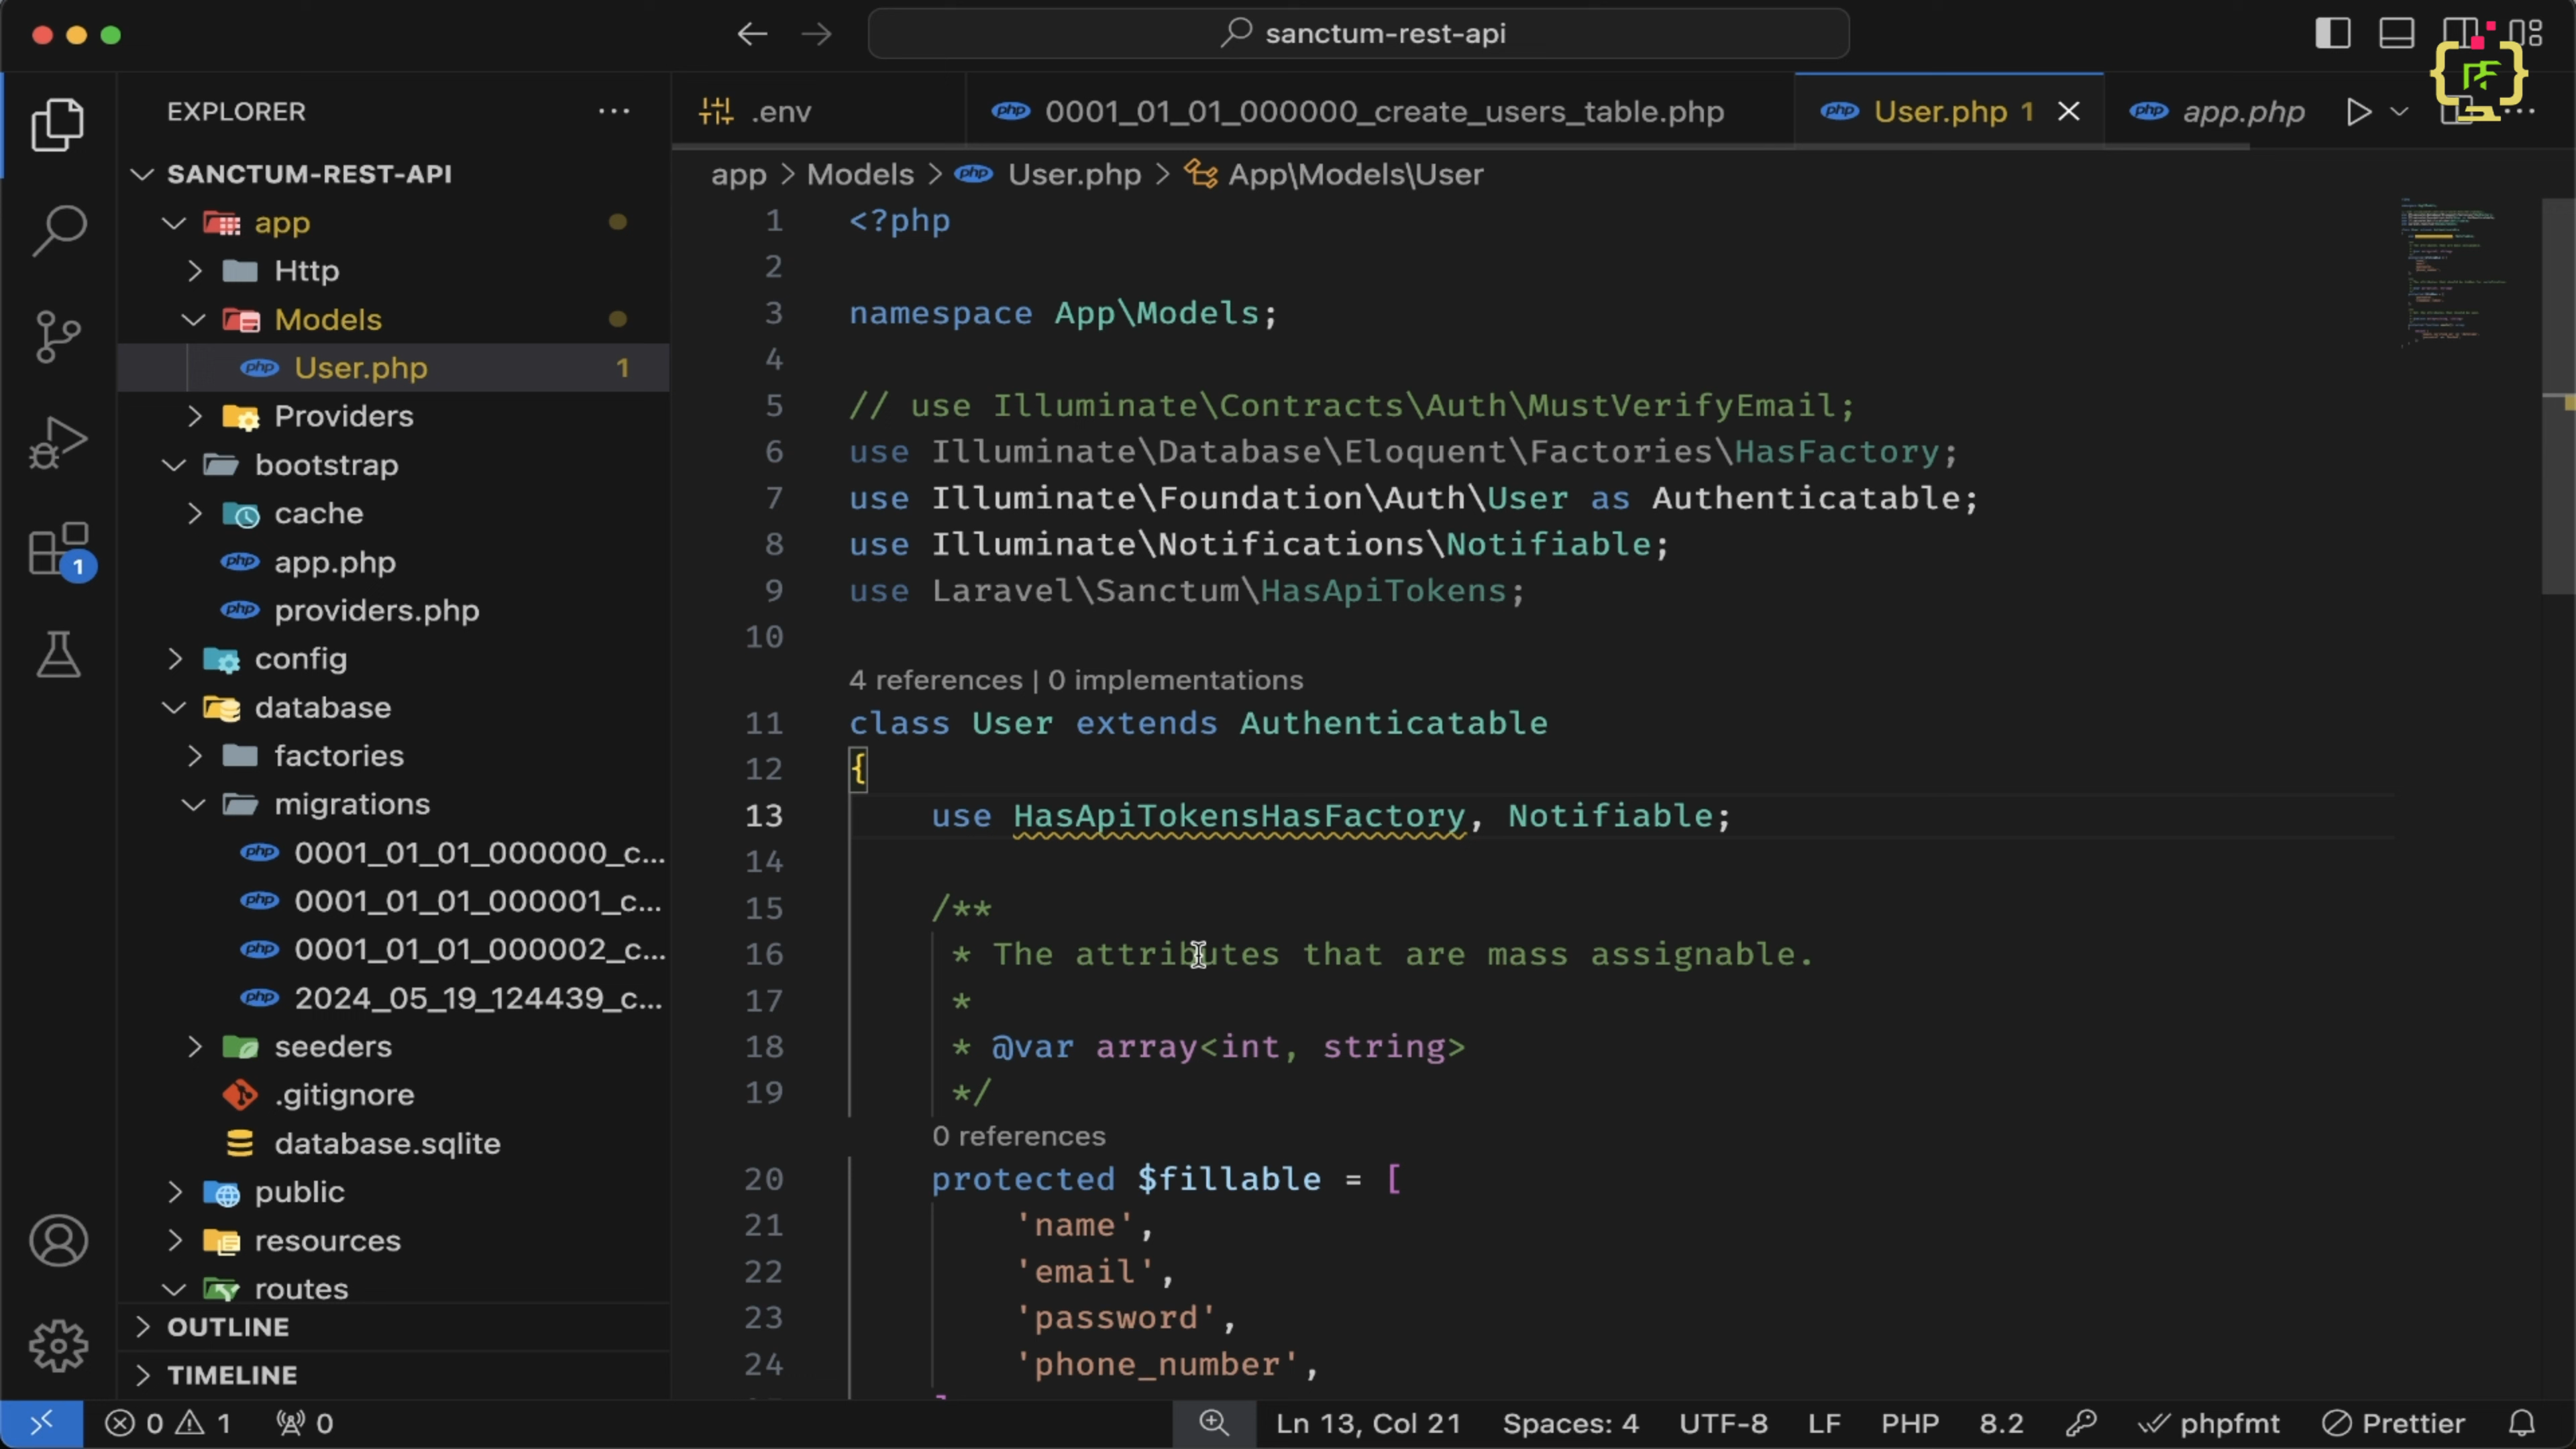 sanctum-rest-api
EXPLORER
SANCTUM-REST-API
app
Http
Models
User.php 1
Providers
bootstrap
cache
app.php
providers.php
config
database
factories
migrations
0001_01_01_000000_c...
0001_01_01_000001_c...
0001_01_01_000002_c...
2024_05_19_124439_c...
seeders
.gitignore
database.sqlite
public
resources
routes
OUTLINE
TIMELINE
1
.env
php 0001_01_01_000000_create_users_table.php
php User.php 1
php app.php
app > Models > php User.php > App\Models\User
1 <?php
2
3 namespace App\Models;
4
5 // use Illuminate\Contracts\Auth\MustVerifyEmail;
6 use Illuminate\Database\Eloquent\Factories\HasFactory;
7 use Illuminate\Foundation\Auth\User as Authenticatable;
8 use Illuminate\Notifications\Notifiable;
9 use Laravel\Sanctum\HasApiTokens;
10
4 references | 0 implementations
11 class User extends Authenticatable
12 {
13 use HasApiTokensHasFactory, Notifiable;
14
15 /**
16 * The attributes that are mass assignable.
17 *
18 * @var array<int, string>
19 */
0 references
20 protected $fillable = [
21 'name',
22 'email',
23 'password',
24 'phone_number',
0 1 0
Ln 13, Col 21 Spaces: 4 UTF-8 LF PHP 8.2 phpfmt Prettier